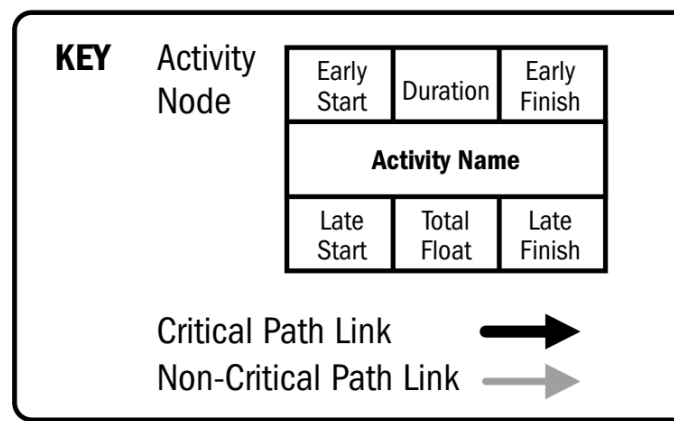 KEY
Activity
Node
Early
Start
Duration
Early
Finish
Activity Name
Late
Start
Total
Float
Late
Finish
Critical Path Link
Non-Critical Path Link